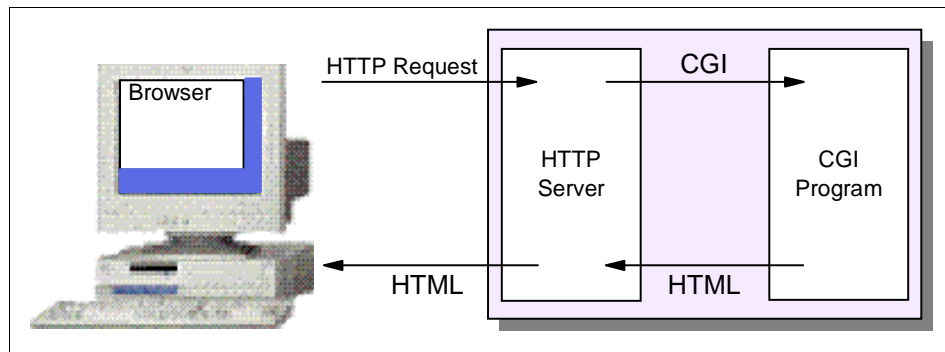 HTTP Request
CGI
Browser
HTTP
Server
CGI
Program
HTML
HTML